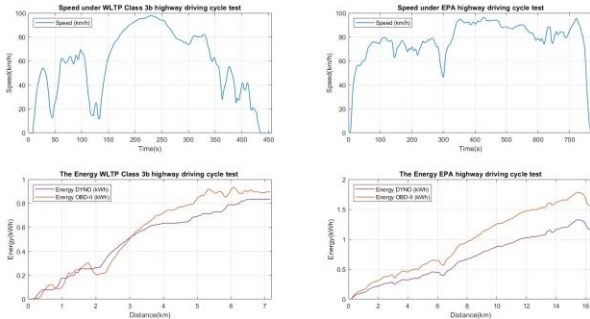 Speed under WLTP Class 3b highway driving cycle test
Speed (km/h)
Speed(km/h)
100
80
60
40
20
0
0 50 100 150 200 250 300 350 400 450
Time(s)
Speed under EPA highway driving cycle test
Speed (km/h)
Speed(km/h)
100
80
60
40
20
0
0 100 200 300 400 500 600 700
Time(s)
The Energy WLTP Class 3b highway driving cycle test
Energy DYNO (kWh)
Energy OBD-II (kWh)
Energy(kWh)
1
0.8
0.6
0.4
0.2
0
0 1 2 3 4 5 6 7
Distance(km)
The Energy EPA highway driving cycle test
Energy DYNO (kWh)
Energy OBD-II (kWh)
Energy(kWh)
2
1.5
1
0.5
0
0 2 4 6 8 10 12 14 16
Distance(km)